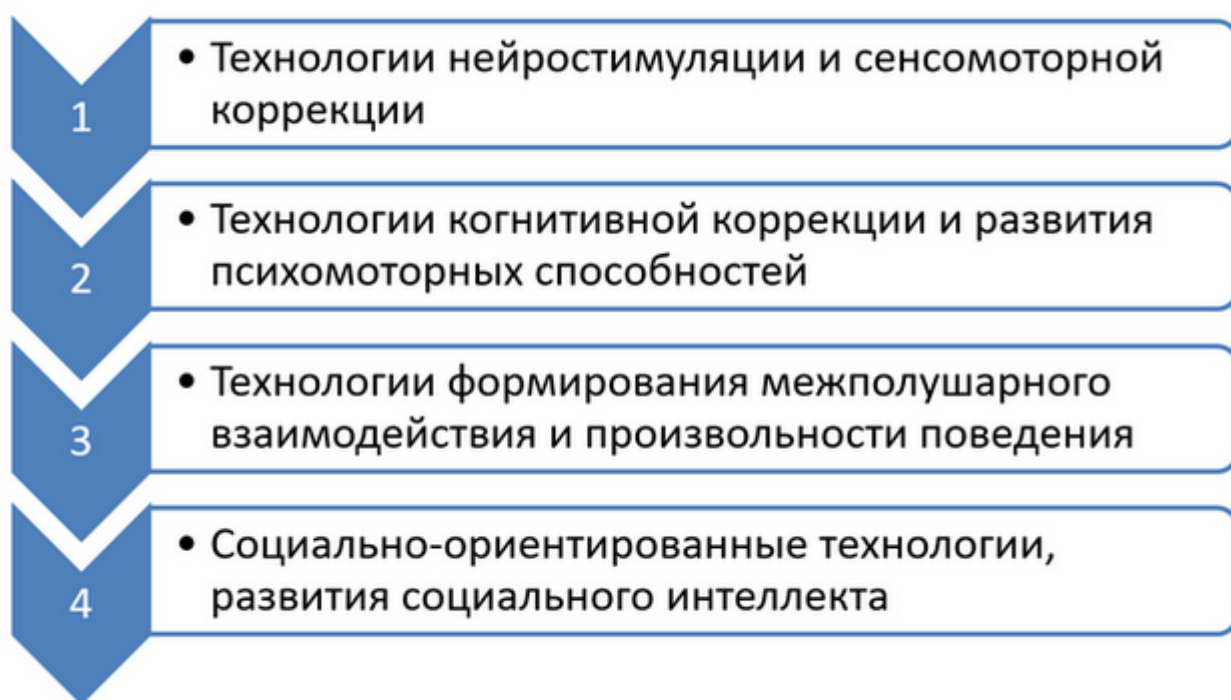 1
• Технологии нейростимуляции и сенсомоторной
коррекции
2
• Технологии когнитивной коррекции и развития
психомоторных способностей
3
• Технологии формирования межполушарного
взаимодействия и произвольности поведения
4
• Социально-ориентированные технологии,
развития социального интеллекта